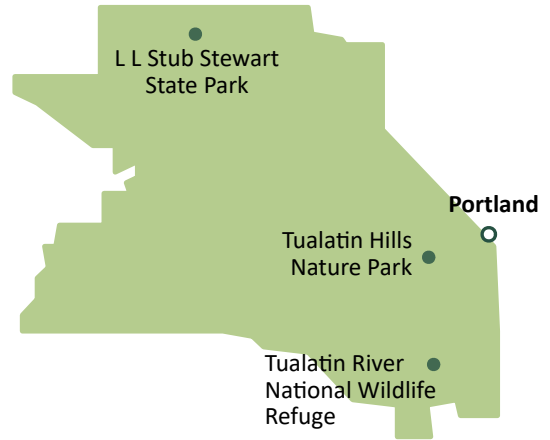 L L Stub Stewart
State Park
Portland
Tualatin Hills
Nature Park
Tualatin River
National Wildlife
Refuge